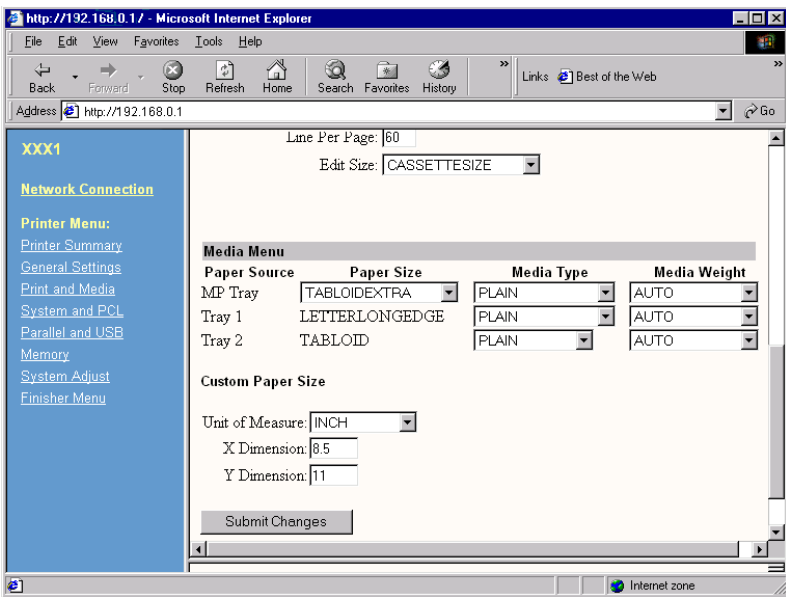 http://192.168.0.1/ - Microsoft Internet Explorer
File Edit View Favorites Tools Help
Back Forward Stop Refresh Home Search Favorites History » Links Best of the Web »
Address http://192.168.0.1 Go
XXX1
Network Connection
Printer Menu:
Printer Summary
General Settings
Print and Media
System and PCL
Parallel and USB
Memory
System Adjust
Finisher Menu
Line Per Page: 60
Edit Size: CASSETTESIZE
Media Menu
Paper Source Paper Size Media Type Media Weight
MP Tray TABLOIDEXTRA PLAIN AUTO
Tray 1 LETTERLONGEDGE PLAIN AUTO
Tray 2 TABLOID PLAIN AUTO
Custom Paper Size
Unit of Measure: INCH
X Dimension: 8.5
Y Dimension: 11
Submit Changes
Internet zone